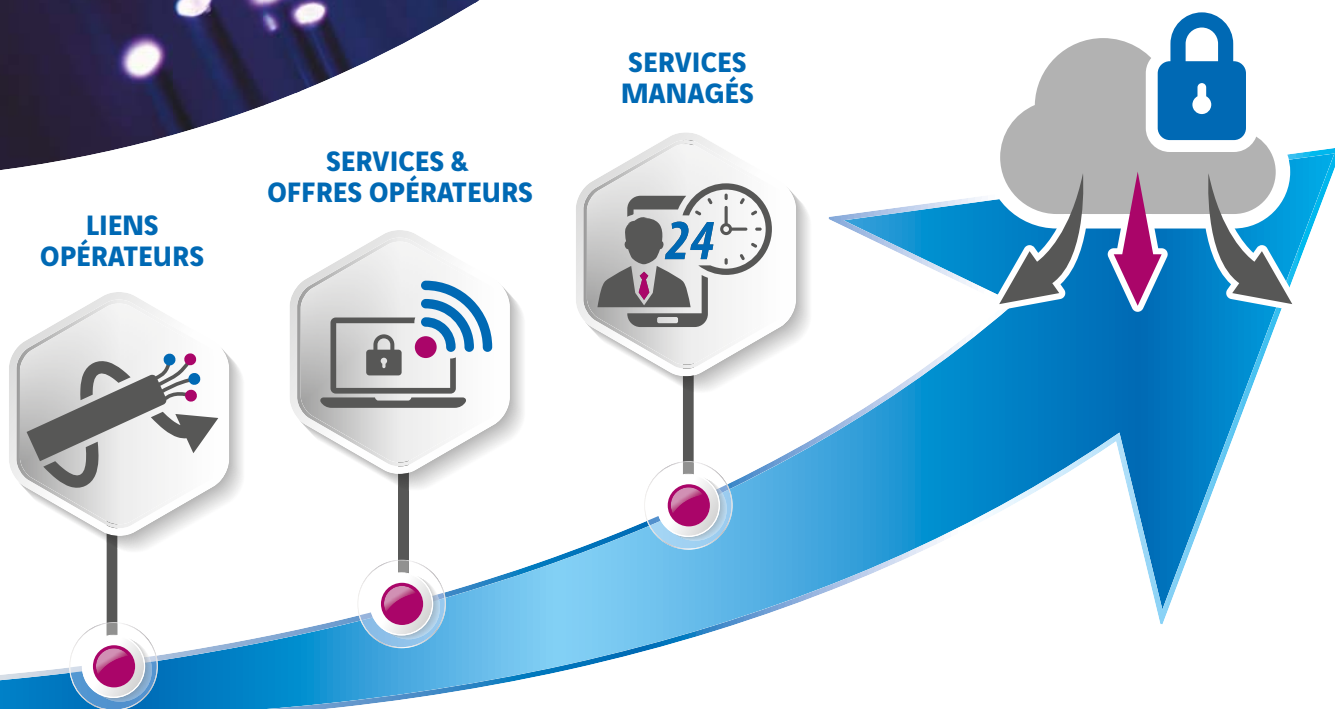 LIENS
OPÉRATEURS
SERVICES &
OFFRES OPÉRATEURS
SERVICES
MANAGÉS
24